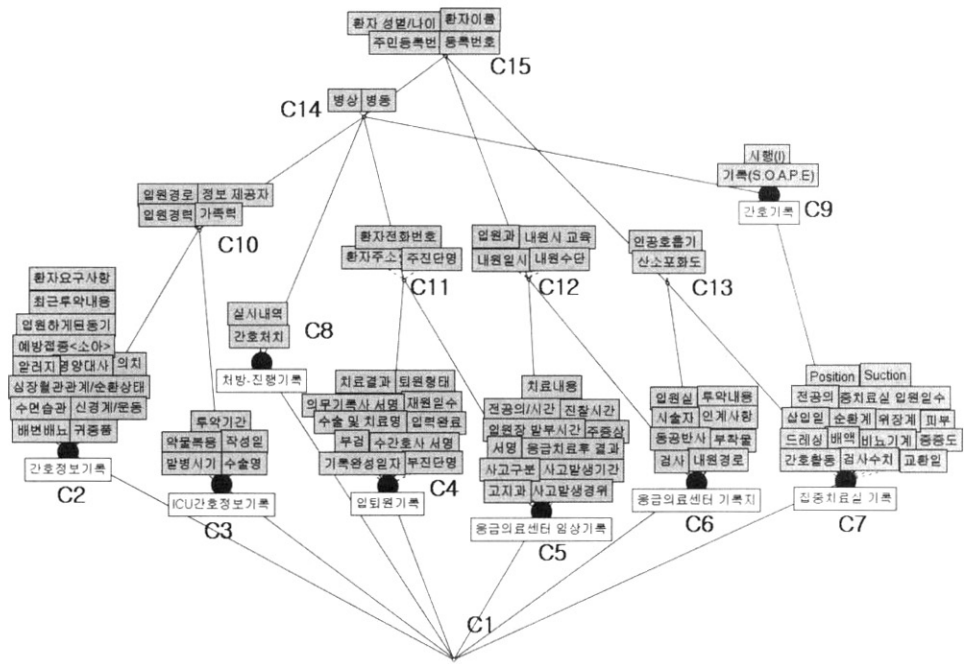 환자 성별/나이 환자이름
주민등록번 등록번호
C15
C14 병상 병동
시행(I)
기록(S.O.A.P.E)
간호기록 C9
입원경로 정보 제공자
입원경력 가족력
C10
환자전화번호
환자주소 주진단명
C11
입원과 내원시 교육
내원일시 내원수단
C12
인공호흡기
산소포화도
C13
환자요구사항
최근투약내용
입원하게된동기
예방접종<소아>
알러지 영양대사 의치
심장혈관관계/순환상태
수면습관 신경계/운동
배변배뇨 귀중품
간호정보기록
C2
투약기간
약물복용 작성일
발병시기 수술명
ICU간호정보기록
C3
실시내역
간호처치
C8
처방-진행기록
치료결과 퇴원형태
의무기록사 서명 재원일수
수술 및 치료명 입력완료
부검 수간호사 서명
기록완성일자 부진단명
입퇴원기록
C4
치료내용
전공의/시간 진찰시간
입원장 발부시간 주증상
서명 응급치료투 결과
사고구분 사고발생기간
고지과 사고발생경위
응급의료센터 임상기록
C5
입원실 투약내용
시술자 인계사항
동공반사 부착물
검사 내원경로
응급의료센터 기록지
C6
Position Suction
전공의 중치료실 입원일수
삽입일 순환계 위장계 피부
드레싱 배액 비뇨기계 중증도
간호활동 검사수치 교환일
집중치료실 기록
C7
C1